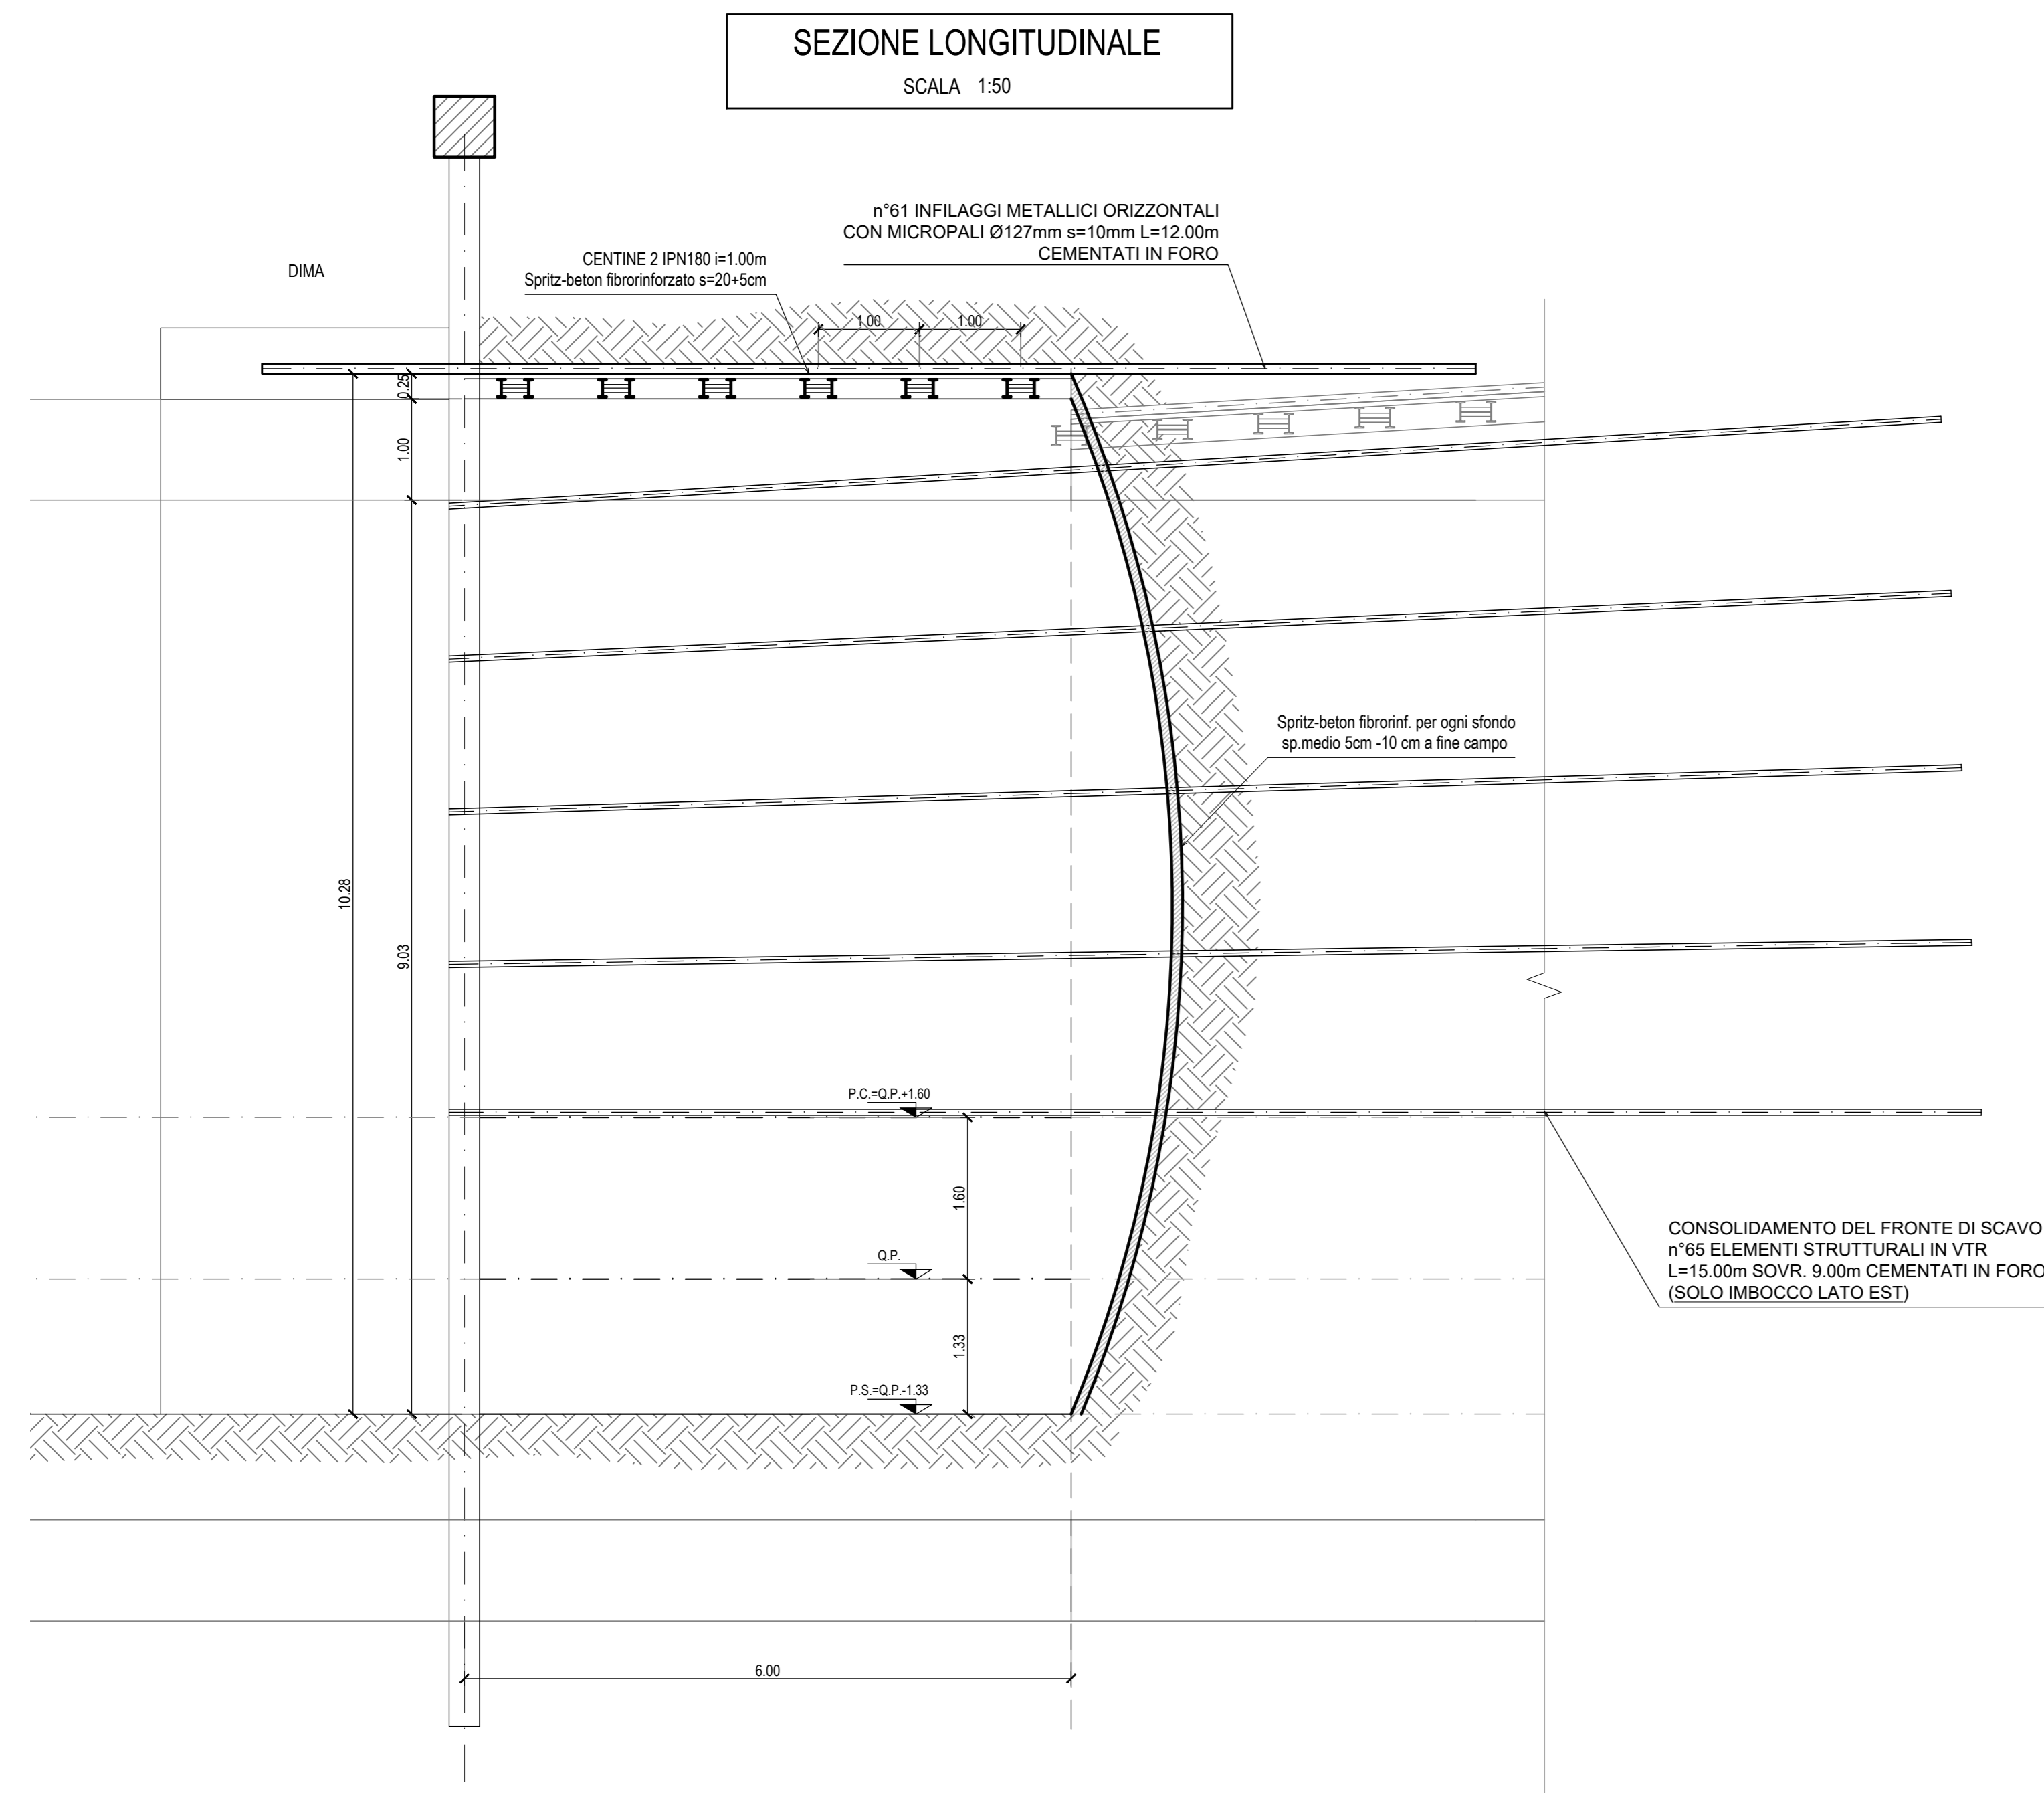 SEZIONE LONGITUDINALE
SCALA 1:50
n°61 INFILAGGI METALLICI ORIZZONTALI
CON MICROPALI Ø127mm s=10mm L=12.00m
CEMENTATI IN FORO
CENTINE 2 IPN180 i=1.00m
Spritz-beton fibrorinforzato s=20+5cm
DIMA
1.00
1.00
0.25
1.00
Spritz-beton fibrorinf. per ogni sfondo
sp.medio 5cm -10 cm a fine campo
10.28
9.03
P.C.=Q.P.+1.60
1.60
Q.P.
CONSOLIDAMENTO DEL FRONTE DI SCAVO
n°65 ELEMENTI STRUTTURALI IN VTR
L=15.00m SOVR. 9.00m CEMENTATI IN FORO
(SOLO IMBOCCO LATO EST)
1.33
P.S.=Q.P.-1.33
6.00